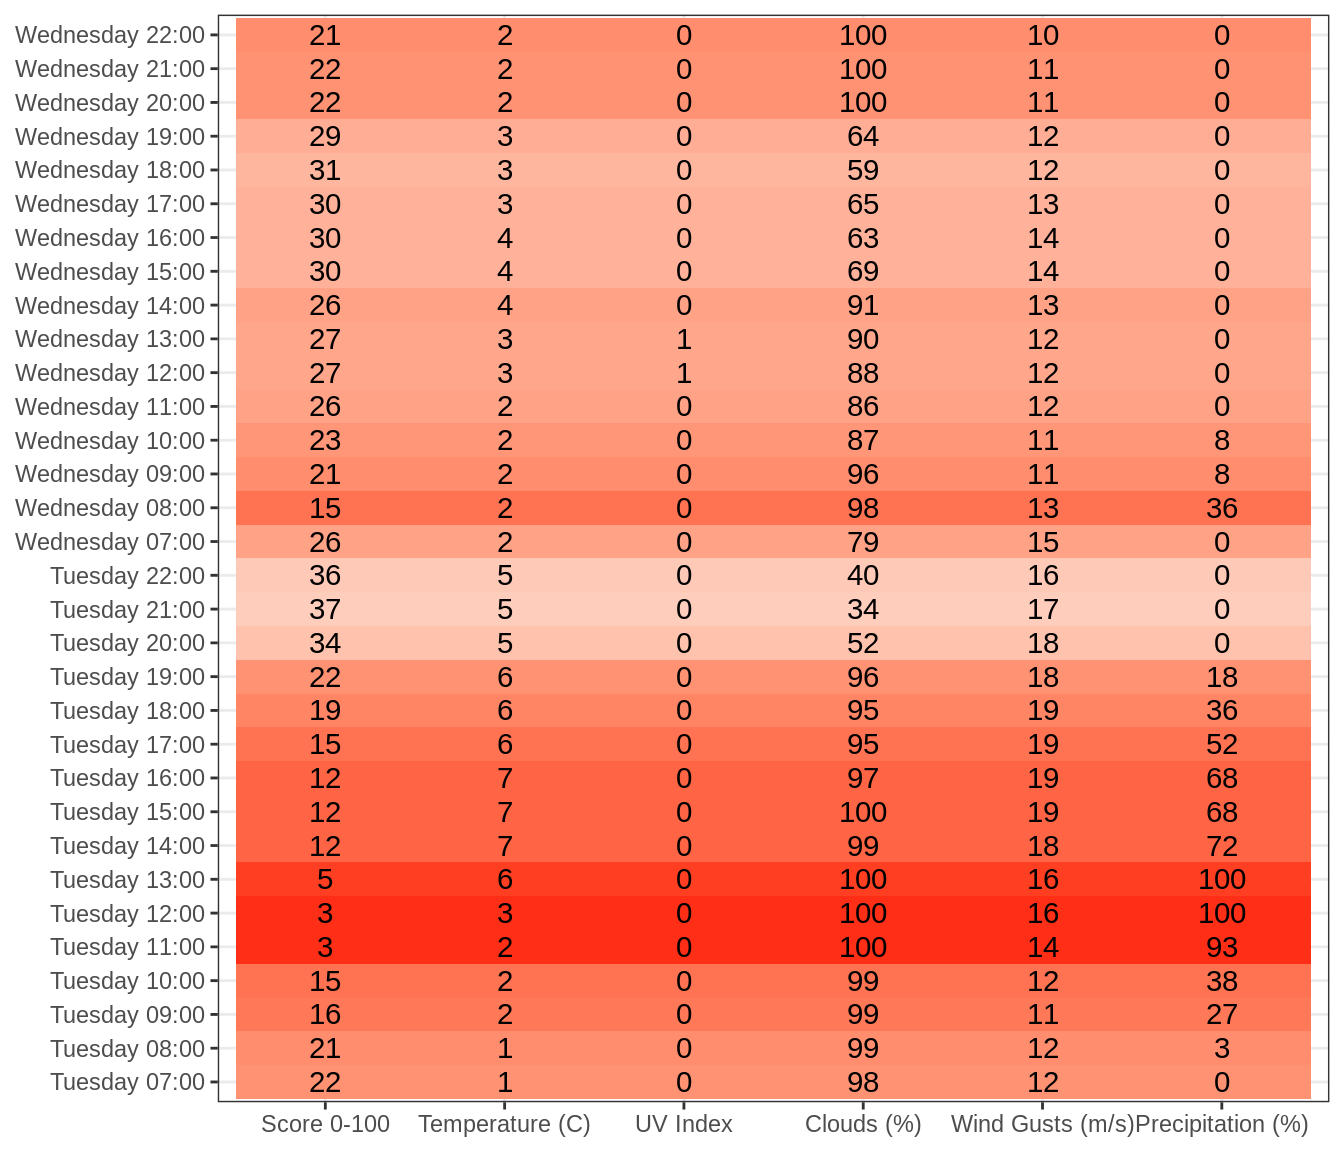 Wednesday 22:00 21 2 0 100 10 0
Wednesday 21:00 22 2 0 100 11 0
Wednesday 20:00 22 2 0 100 11 0
Wednesday 19:00 29 3 0 64 12 0
Wednesday 18:00 31 3 0 59 12 0
Wednesday 17:00 30 3 0 65 13 0
Wednesday 16:00 30 4 0 63 14 0
Wednesday 15:00 30 4 0 69 14 0
Wednesday 14:00 26 4 0 91 13 0
Wednesday 13:00 27 3 1 90 12 0
Wednesday 12:00 27 3 1 88 12 0
Wednesday 11:00 26 2 0 86 12 0
Wednesday 10:00 23 2 0 87 11 8
Wednesday 09:00 21 2 0 96 11 8
Wednesday 08:00 15 2 0 98 13 36
Wednesday 07:00 26 2 0 79 15 0
Tuesday 22:00 36 5 0 40 16 0
Tuesday 21:00 37 5 0 34 17 0
Tuesday 20:00 34 5 0 52 18 0
Tuesday 19:00 22 6 0 96 18 18
Tuesday 18:00 19 6 0 95 19 36
Tuesday 17:00 15 6 0 95 19 52
Tuesday 16:00 12 7 0 97 19 68
Tuesday 15:00 12 7 0 100 19 68
Tuesday 14:00 12 7 0 99 18 72
Tuesday 13:00 5 6 0 100 16 100
Tuesday 12:00 3 3 0 100 16 100
Tuesday 11:00 3 2 0 100 14 93
Tuesday 10:00 15 2 0 99 12 38
Tuesday 09:00 16 2 0 99 11 27
Tuesday 08:00 21 1 0 99 12 3
Tuesday 07:00 22 1 0 98 12 0
Score 0-100 Temperature (C) UV Index Clouds (%) Wind Gusts (m/s) Precipitation (%)